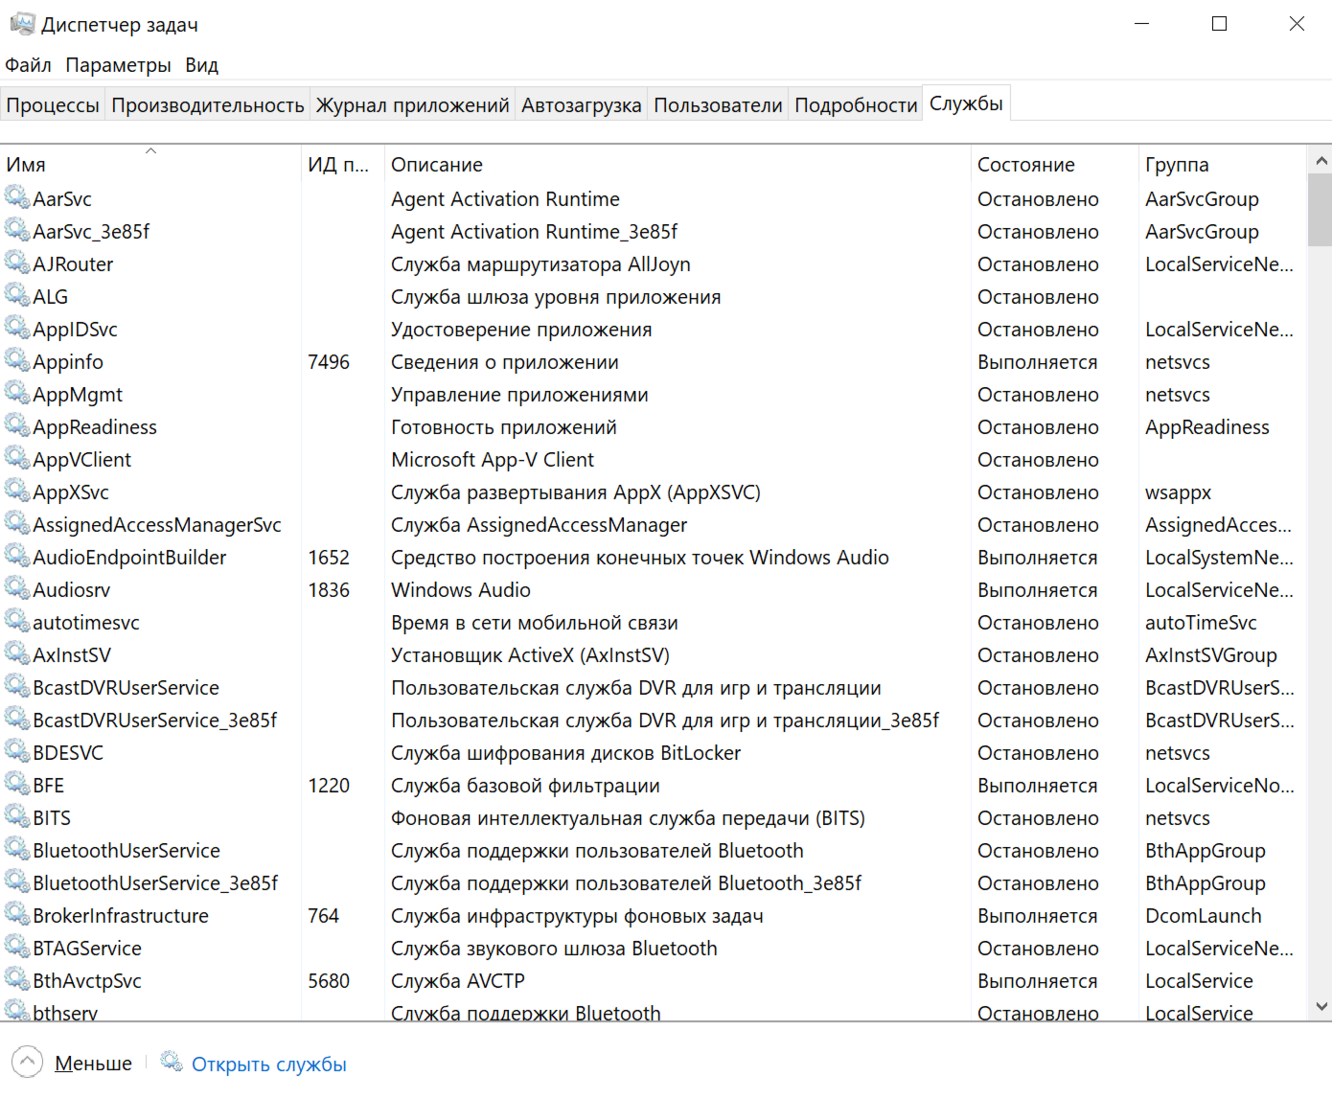 Диспетчер задач
Файл Параметры Вид
Процессы Производительность Журнал приложений Автозагрузка Пользователи Подробности Службы
Имя ИД п... Описание Состояние Группа
AarSvc Agent Activation Runtime Остановлено AarSvcGroup
AarSvc_3e85f Agent Activation Runtime_3e85f Остановлено AarSvcGroup
AJRouter Служба маршрутизатора AllJoyn Остановлено LocalServiceNe...
ALG Служба шлюза уровня приложения Остановлено
AppIDSvc Удостоверение приложения Остановлено LocalServiceNe...
Appinfo 7496 Сведения о приложении Выполняется netsvcs
AppMgmt Управление приложениями Остановлено netsvcs
AppReadiness Готовность приложений Остановлено AppReadiness
AppVClient Microsoft App-V Client Остановлено
AppXSvc Служба развертывания AppX (AppXSVC) Остановлено wsappx
AssignedAccessManagerSvc Служба AssignedAccessManager Остановлено AssignedAcces...
AudioEndpointBuilder 1652 Средство построения конечных точек Windows Audio Выполняется LocalSystemNe...
Audiosrv 1836 Windows Audio Выполняется LocalServiceNe...
autotimesvc Время в сети мобильной связи Остановлено autoTimeSvc
AxInstSV Установщик ActiveX (AxInstSV) Остановлено AxInstSVGroup
BcastDVRUserService Пользовательская служба DVR для игр и трансляции Остановлено BcastDVRUserS...
BcastDVRUserService_3e85f Пользовательская служба DVR для игр и трансляции_3e85f Остановлено BcastDVRUserS...
BDESVC Служба шифрования дисков BitLocker Остановлено netsvcs
BFE 1220 Служба базовой фильтрации Выполняется LocalServiceNo...
BITS Фоновая интеллектуальная служба передачи (BITS) Остановлено netsvcs
BluetoothUserService Служба поддержки пользователей Bluetooth Остановлено BthAppGroup
BluetoothUserService_3e85f Служба поддержки пользователей Bluetooth_3e85f Остановлено BthAppGroup
BrokerInfrastructure 764 Служба инфраструктуры фоновых задач Выполняется DcomLaunch
BTAGService Служба звукового шлюза Bluetooth Остановлено LocalServiceNe...
BthAvctpSvc 5680 Служба AVCTP Выполняется LocalService
bthserv Служба поддержки Bluetooth Остановлено LocalService
Меньше Открыть службы